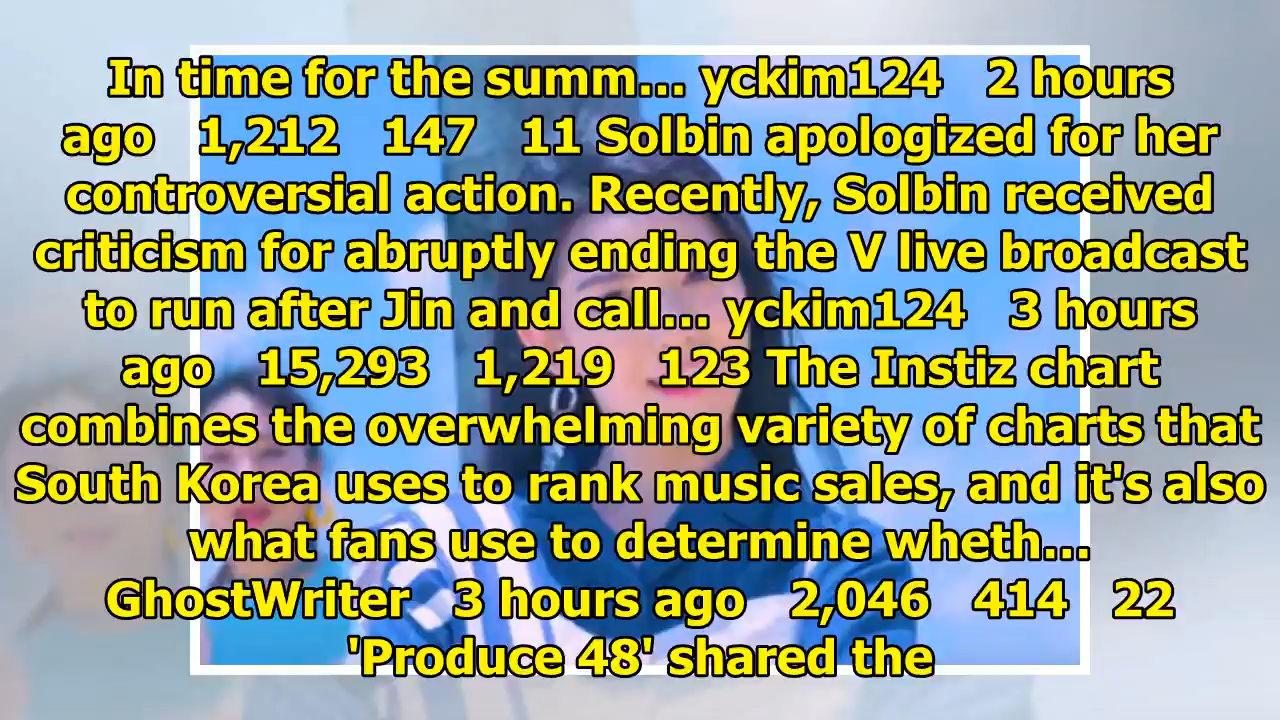 In time for the summ... yckim124 2 hours
ago 1,212 147 11 Solbin apologized for her
controversial action. Recently, Solbin received
criticism for abruptly ending the V live broadcast
to run after Jin and call... yckim124 3 hours
ago 15,293 1,219 123 The Instiz chart
combines the overwhelming variety of charts that
South Korea uses to rank music sales, and it's also
what fans use to determine wheth...
GhostWriter 3 hours ago 2,046 414 22
'Produce 48' shared the